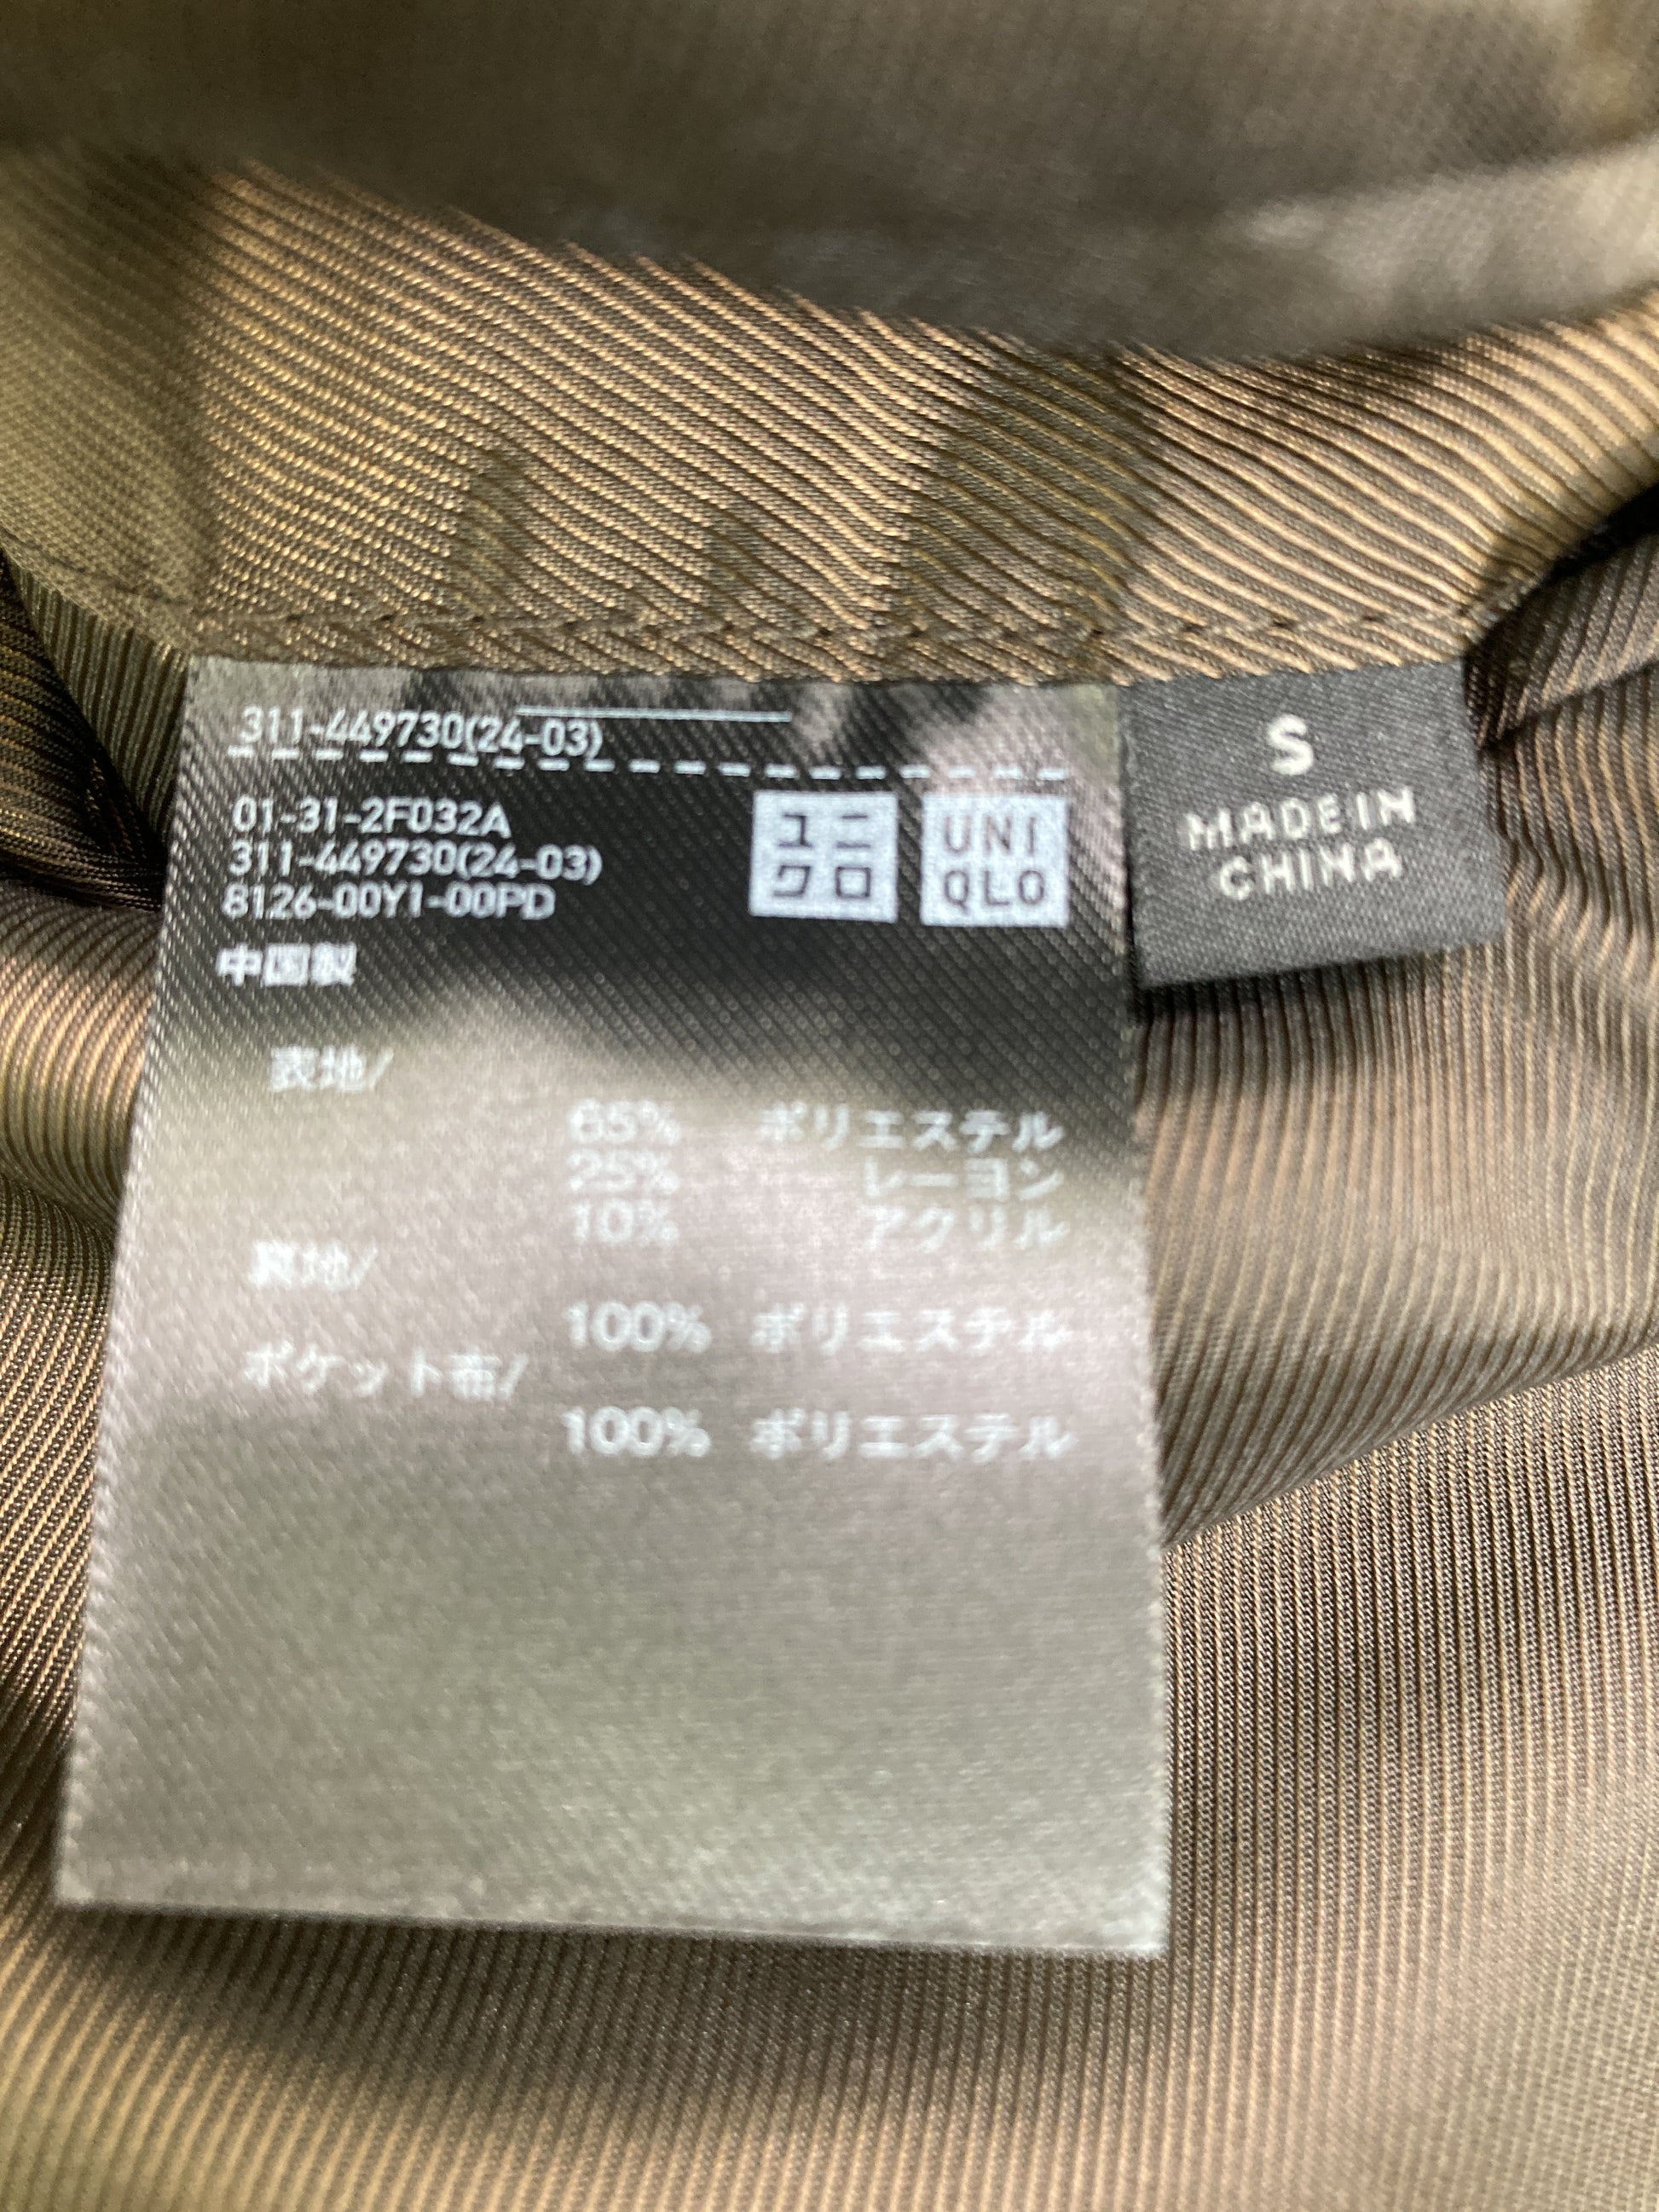 311-449730(24-03)
01-31-2F032A
311-449730(24-03)
8126-00Y1-00PD
ユニ
クロ
UNI
QLO
中国製
表地/
65% ポリエステル
25% レーヨン
10% アクリル
裏地/
100% ポリエステル
ポケット布/
100% ポリエステル
S
MADE IN
CHINA